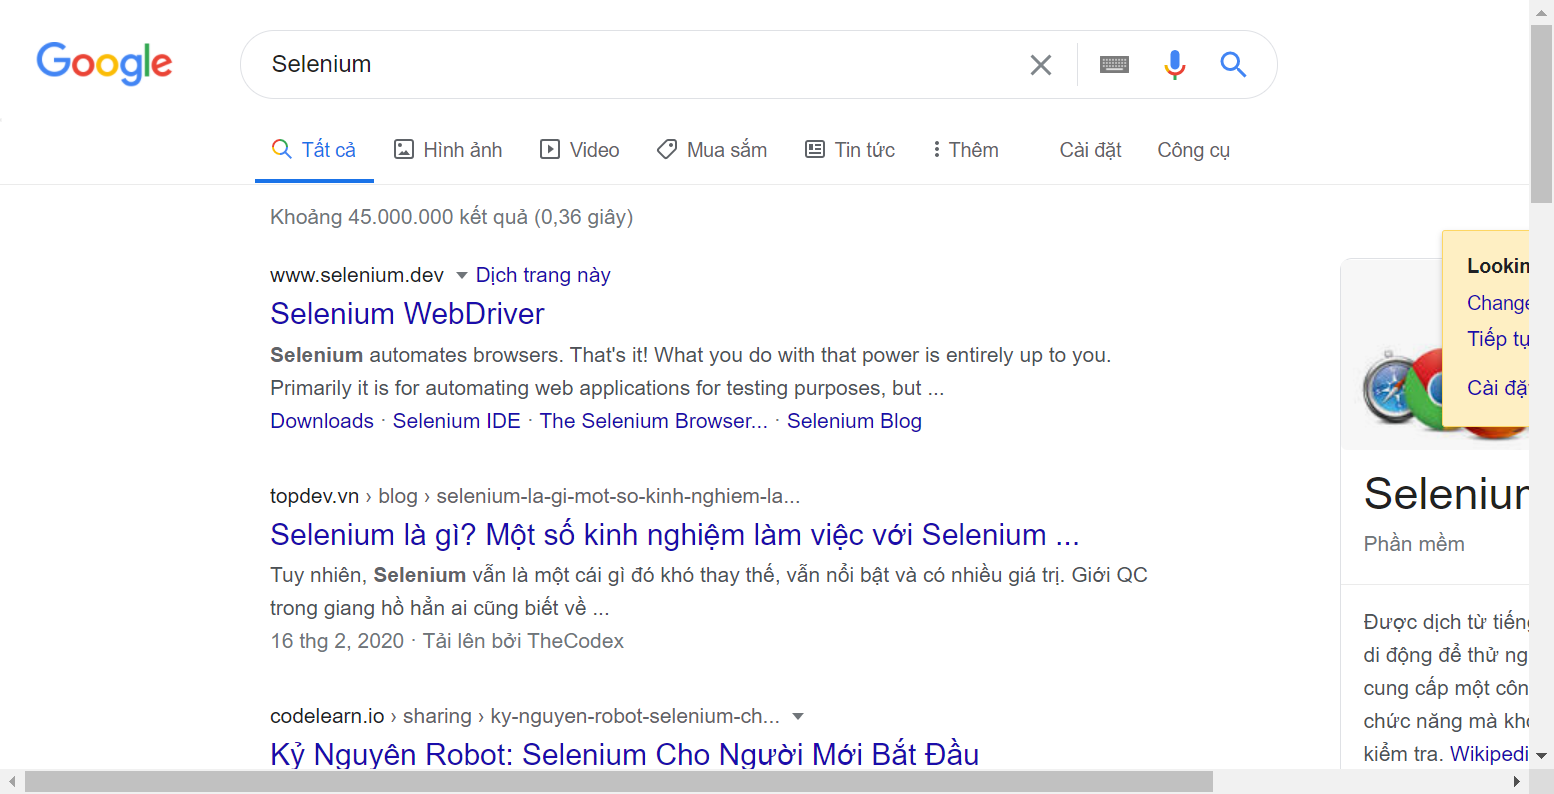 Google
Selenium
Tất cả
Hình ảnh
Video
Mua sắm
Tin tức
Thêm
Cài đặt
Công cụ
Khoảng 45.000.000 kết quả (0,36 giây)
www.selenium.dev Dịch trang này
Selenium WebDriver
Selenium automates browsers. That's it! What you do with that power is entirely up to you.
Primarily it is for automating web applications for testing purposes, but ...
Downloads · Selenium IDE · The Selenium Browser... · Selenium Blog
topdev.vn › blog › selenium-la-gi-mot-so-kinh-nghiem-la...
Selenium là gì? Một số kinh nghiệm làm việc với Selenium ...
Tuy nhiên, Selenium vẫn là một cái gì đó khó thay thế, vẫn nổi bật và có nhiều giá trị. Giới QC
trong giang hồ hẳn ai cũng biết về ...
16 thg 2, 2020 · Tải lên bởi TheCodex
codelearn.io › sharing › ky-nguyen-robot-selenium-ch...
Kỷ Nguyên Robot: Selenium Cho Người Mới Bắt Đầu
Lookin
Change
Tiếp tụ
Cài đặ
Selenium
Phần mềm
Được dịch từ tiếng
di động để thử ng
cung cấp một côn
chức năng mà khô
kiểm tra. Wikipedi